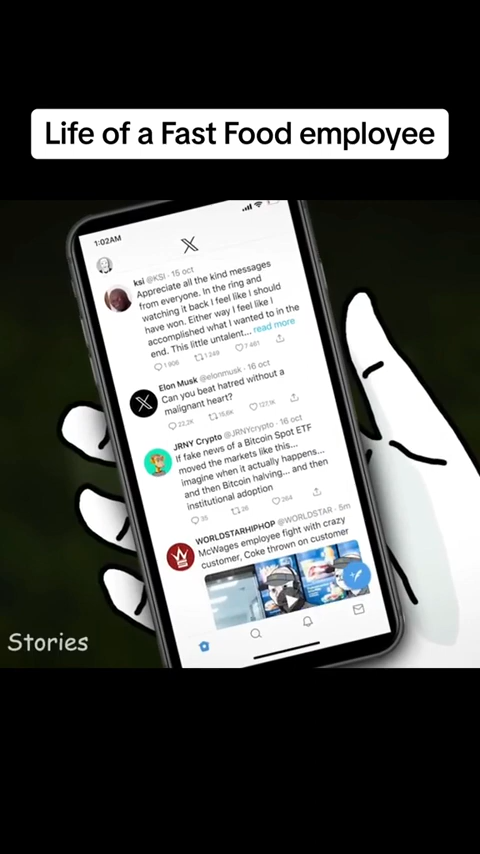 Life of a Fast Food employee
1:02AM
ksi @KSI · 15 oct
Appreciate all the kind messages
from everyone. In the ring and
watching it back I feel like I should
have won. Either way I feel like I
accomplished what I wanted to in the
end. This little untalent... read more
1 906 1 249 7 461
Elon Musk @elonmusk · 16 oct
Can you beat hatred without a
malignant heart?
22,2K 15,6K 127,1K
JRNY Crypto @JRNYcrypto · 16 oct
If fake news of a Bitcoin Spot ETF
moved the markets like this...
imagine when it actually happens...
and then Bitcoin halving... and then
institutional adoption
35 26 264
WORLDSTARHIPHOP @WORLDSTAR · 5m
McWages employee fight with crazy
customer, Coke thrown on customer
Stories